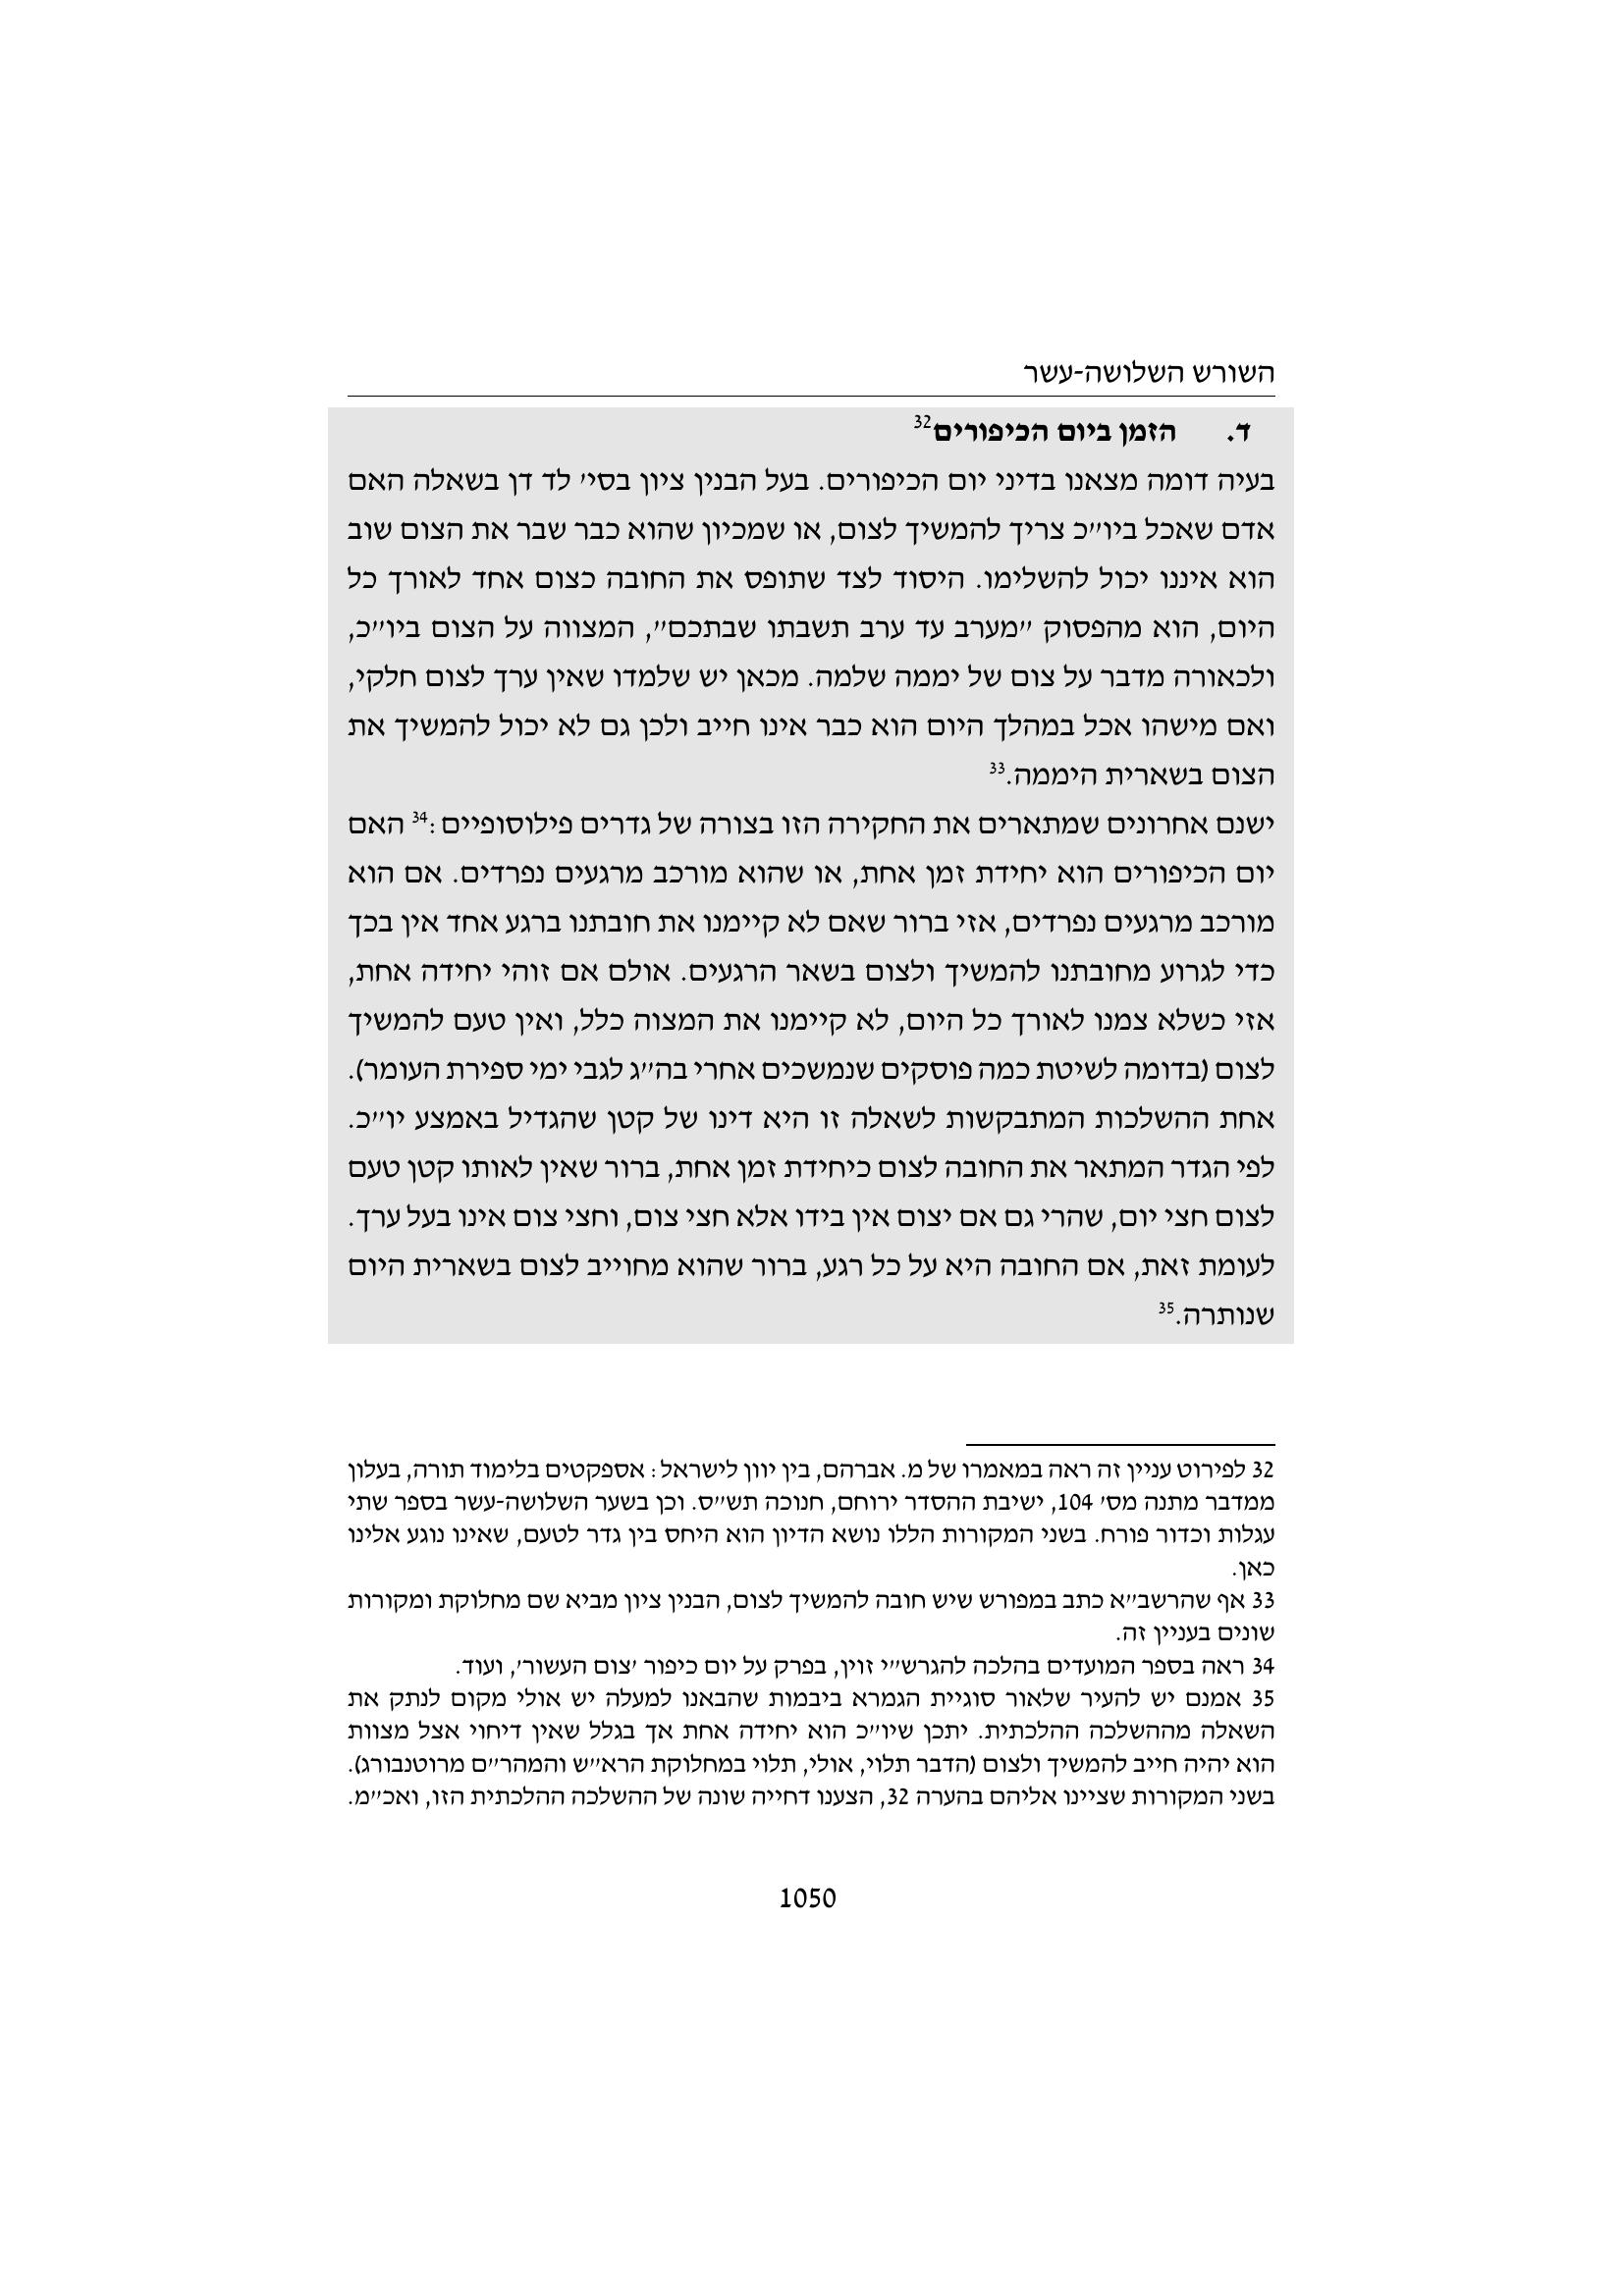 השורש השלושה-עשר
ד. הזמן ביום הכיפורים32
בעיה דומה מצאנו בדיני יום הכיפורים. בעל הבנין ציון בסי' לד דן בשאלה האם
אדם שאכל ביו"כ צריך להמשיך לצום, או שמכיון שהוא כבר שבר את הצום שוב
הוא איננו יכול להשלימו. היסוד לצד שתופס את החובה כצום אחד לאורך כל
היום, הוא מהפסוק "מערב עד ערב תשבתו שבתכם", המצווה על הצום ביו"כ,
ולכאורה מדבר על צום של יממה שלמה. מכאן יש שלמדו שאין ערך לצום חלקי,
ואם מישהו אכל במהלך היום הוא כבר אינו חייב ולכן גם לא יכול להמשיך את
הצום בשארית היממה.33
ישנם אחרונים שמתארים את החקירה הזו בצורה של גדרים פילוסופיים:34 האם
יום הכיפורים הוא יחידת זמן אחת, או שהוא מורכב מרגעים נפרדים. אם הוא
מורכב מרגעים נפרדים, אזי ברור שאם לא קיימנו את חובתנו ברגע אחד אין בכך
כדי לגרוע מחובתנו להמשיך ולצום בשאר הרגעים. אולם אם זוהי יחידה אחת,
אזי כשלא צמנו לאורך כל היום, לא קיימנו את המצוה כלל, ואין טעם להמשיך
לצום (בדומה לשיטת כמה פוסקים שנמשכים אחרי בה"ג לגבי ימי ספירת העומר).
אחת ההשלכות המתבקשות לשאלה זו היא דינו של קטן שהגדיל באמצע יו"כ.
לפי הגדר המתאר את החובה לצום כיחידת זמן אחת, ברור שאין לאותו קטן טעם
לצום חצי יום, שהרי גם אם יצום אין בידו אלא חצי צום, וחצי צום אינו בעל ערך.
לעומת זאת, אם החובה היא על כל רגע, ברור שהוא מחוייב לצום בשארית היום
שנותרה.35
32 לפירוט עניין זה ראה במאמרו של מ. אברהם, בין יוון לישראל: אספקטים בלימוד תורה, בעלון
ממדבר מתנה מס' 104, ישיבת ההסדר ירוחם, חנוכה תש"ס. וכן בשער השלושה-עשר בספר שתי
עגלות וכדור פורח. בשני המקורות הללו נושא הדיון הוא היחס בין גדר לטעם, שאינו נוגע אלינו
כאן.
33 אף שהרשב"א כתב במפורש שיש חובה להמשיך לצום, הבנין ציון מביא שם מחלוקת ומקורות
שונים בעניין זה.
34 ראה בספר המועדים בהלכה להגרש"י זוין, בפרק על יום כיפור 'צום העשור', ועוד.
35 אמנם יש להעיר שלאור סוגיית הגמרא ביבמות שהבאנו למעלה יש אולי מקום לנתק את
השאלה מההשלכה ההלכתית. יתכן שיו"כ הוא יחידה אחת אך בגלל שאין דיחוי אצל מצוות
הוא יהיה חייב להמשיך ולצום (הדבר תלוי, אולי, תלוי במחלוקת הרא"ש והמהר"ם מרוטנבורג).
בשני המקורות שציינו אליהם בהערה 32, הצענו דחייה שונה של ההשלכה ההלכתית הזו, ואכ"מ.
1050